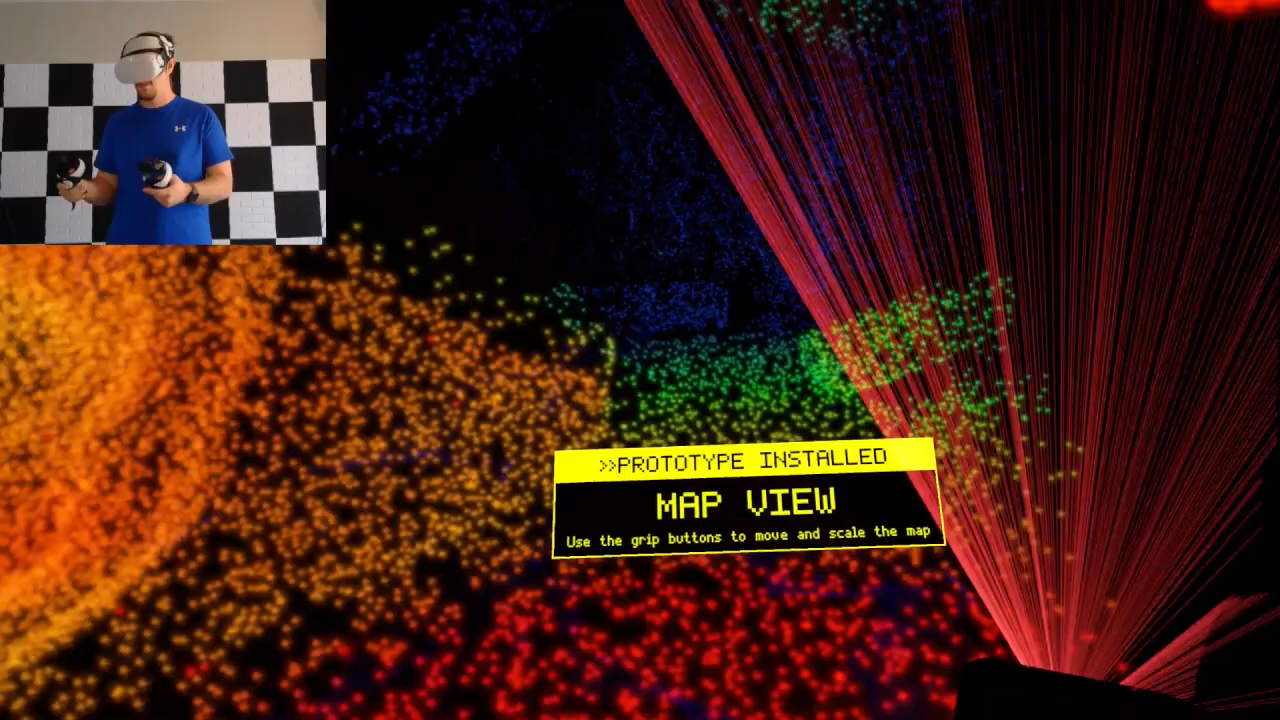 >>PROTOTYPE INSTALLED
MAP VIEW
Use the grip buttons to move and scale the map